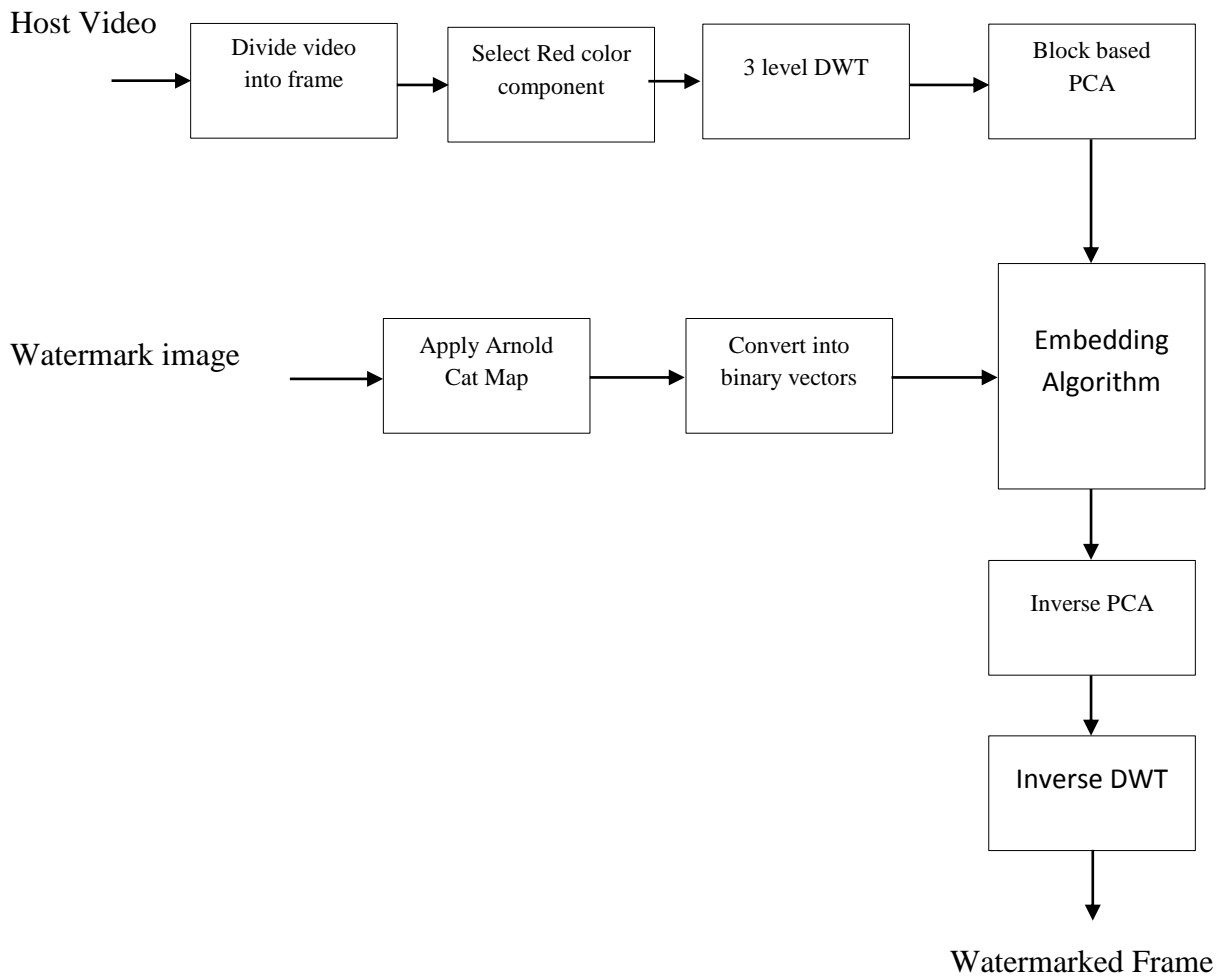 Host Video
Divide video
into frame
Select Red color
component
3 level DWT
Block based
PCA
Watermark image
Apply Arnold
Cat Map
Convert into
binary vectors
Embedding
Algorithm
Inverse PCA
Inverse DWT
Watermarked Frame